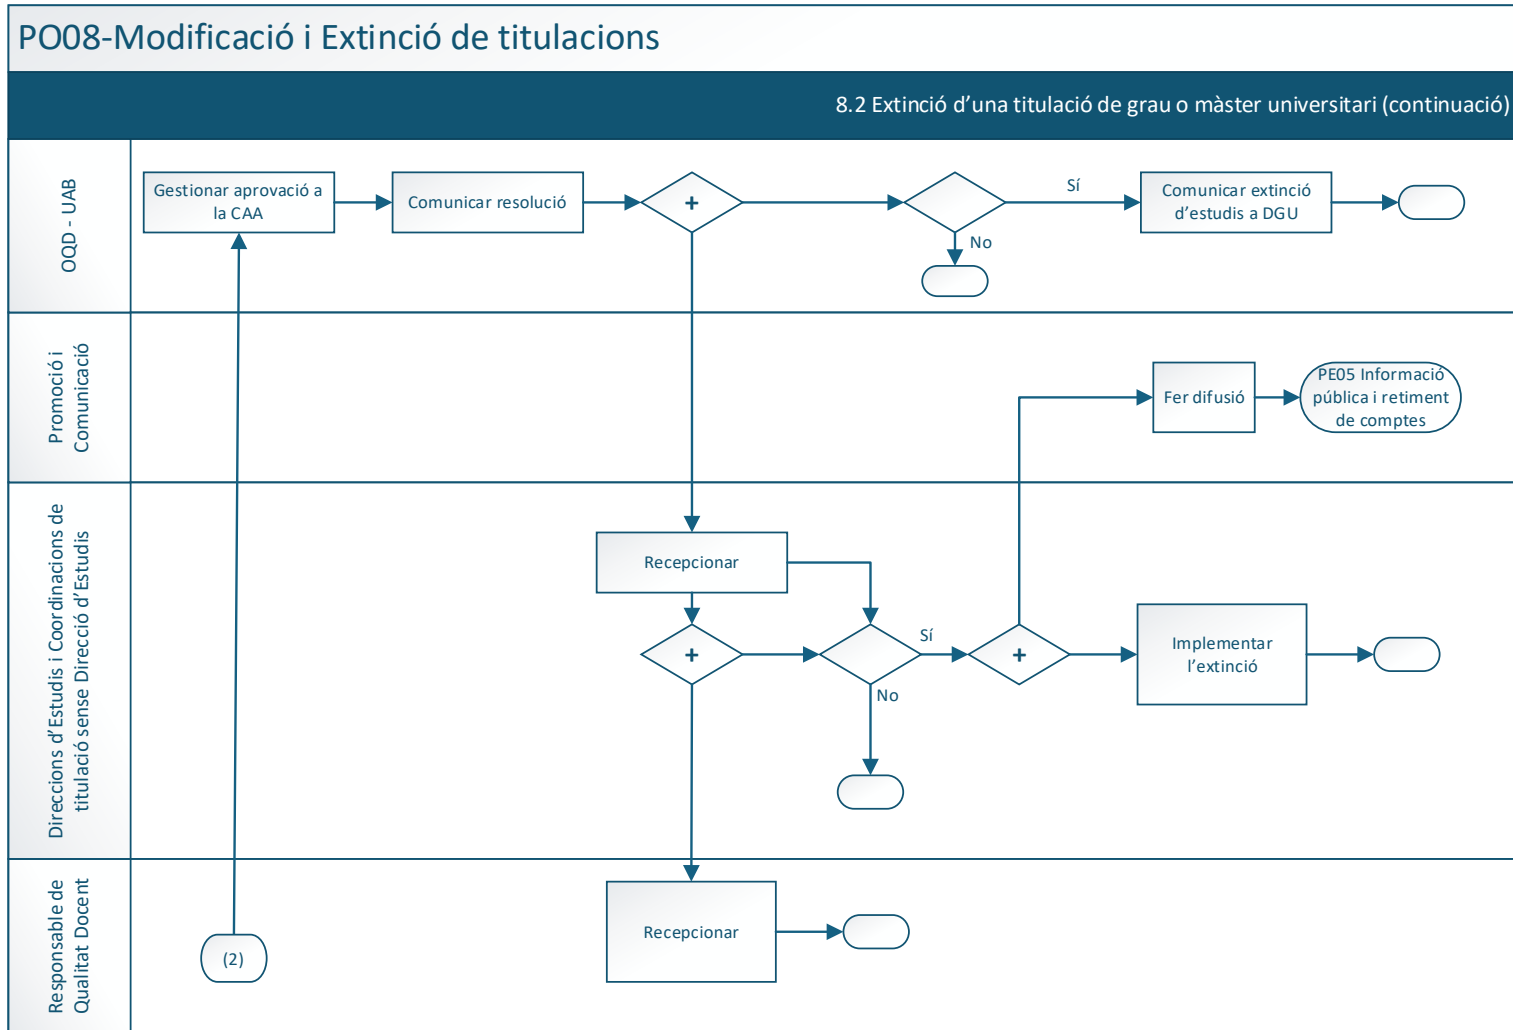 PO08-Modificació i Extinció de titulacions
8.2 Extinció d'una titulació de grau o màster universitari (continuació)
OQD - UAB
Gestionar aprovació a
la CAA
Comunicar resolució
+
Sí
No
Comunicar extinció
d'estudis a DGU
Promoció i
Comunicació
Fer difusió
PE05 Informació
pública i retiment
de comptes
Direccions d'Estudis i Coordinacions de
titulació sense Direcció d'Estudis
Recepcionar
+
Sí
No
+
Implementar
l'extinció
Responsable de
Qualitat Docent
(2)
Recepcionar